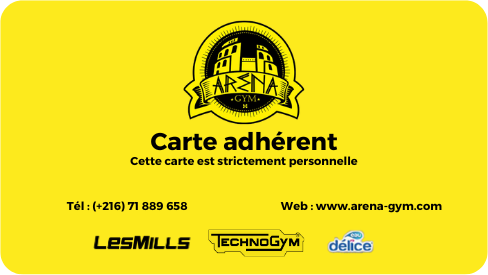 ARENA
GYM
Carte adhérent
Cette carte est strictement personnelle
Tél : (+216) 71 889 658
Web : www.arena-gym.com
LesMILLS
TECHNOGYM
délice